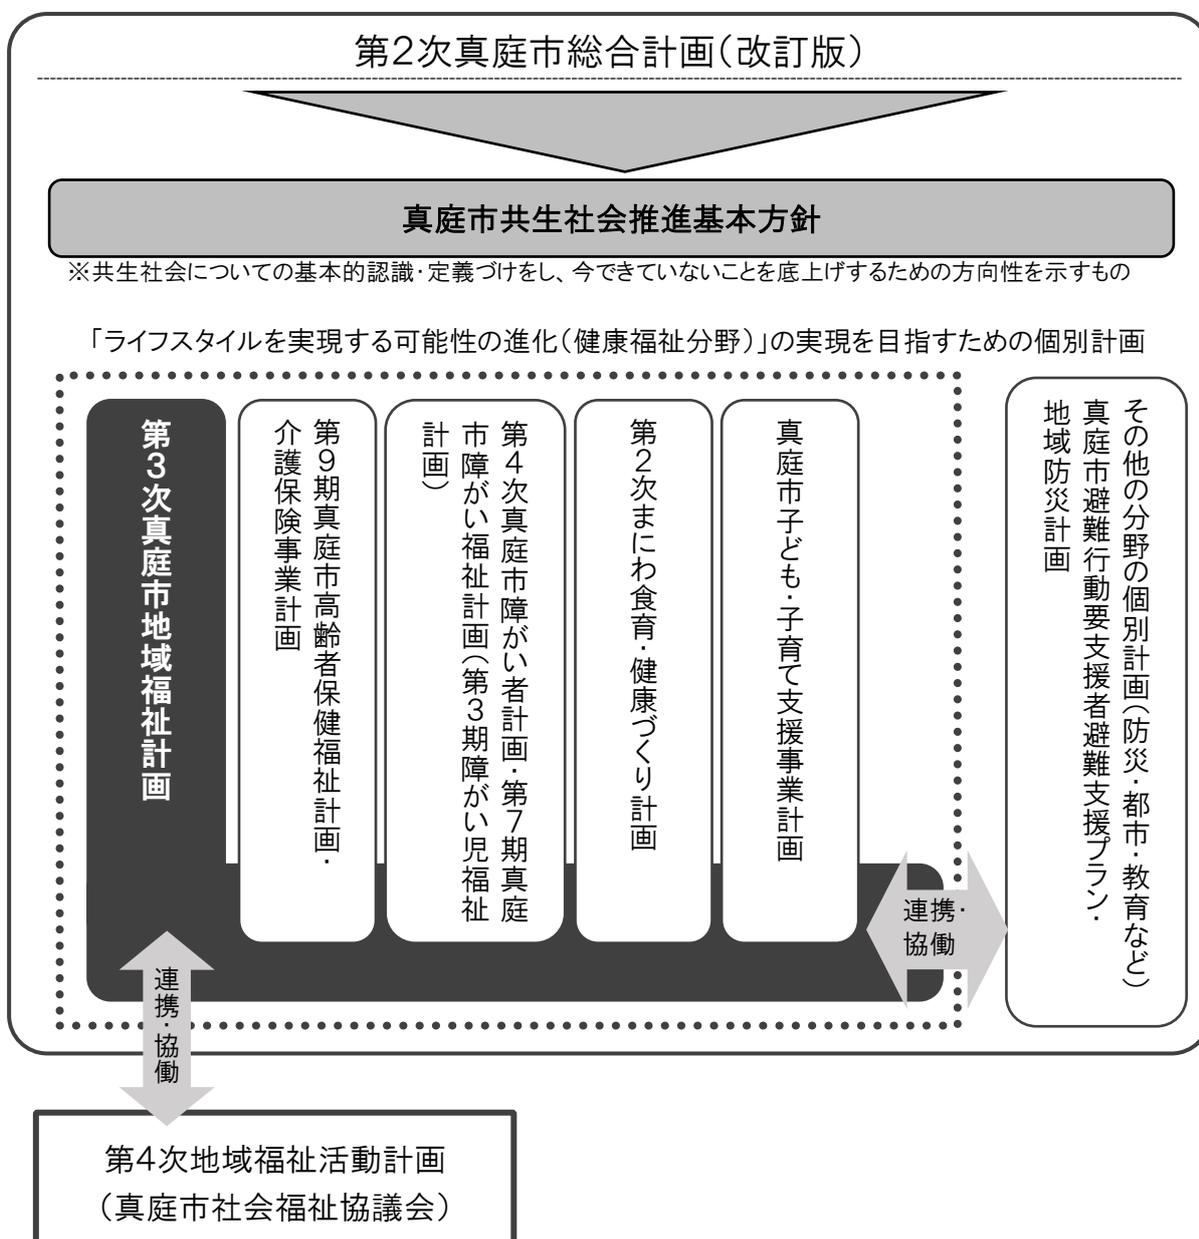 第2次真庭市総合計画（改訂版）
真庭市共生社会推進基本方針
※共生社会についての基本的認識・定義づけをし、今できていないことを底上げするための方向性を示すもの
「ライフスタイルを実現する可能性の進化（健康福祉分野）」の実現を目指すための個別計画
第3次真庭市地域福祉計画
第9期真庭市高齢者保健福祉計画・
介護保険事業計画
第4次真庭市障がい者計画・第7期真庭
市障がい福祉計画（第3期障がい児福祉
計画）
第2次まにわ食育・健康づくり計画
真庭市子ども・子育て支援事業計画
その他の分野の個別計画（防災・都市・教育など）
真庭市避難行動要支援者避難支援プラン・
地域防災計画
連携・
協働
連携・協働
第4次地域福祉活動計画
（真庭市社会福祉協議会）